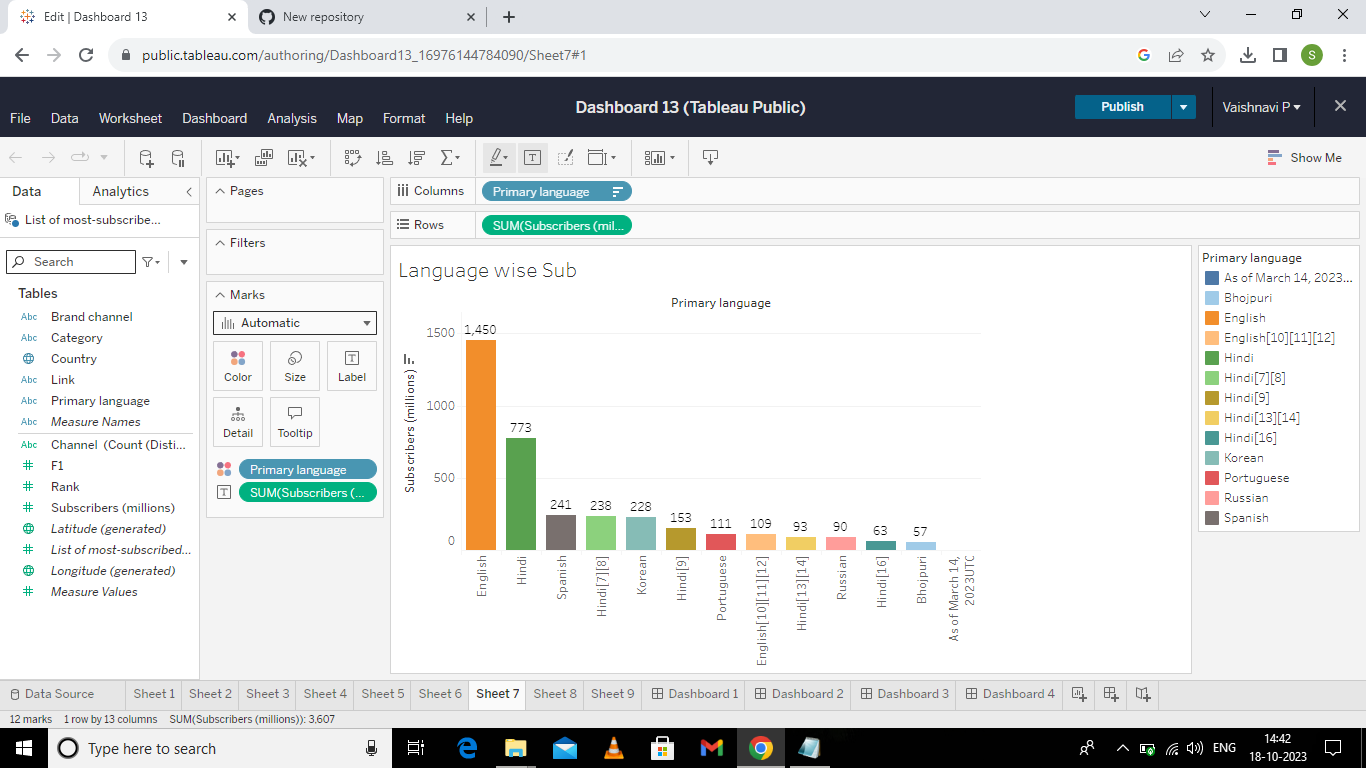 Edit | Dashboard 13
New repository
public.tableau.com/authoring/Dashboard13_16976144784090/Sheet7#1
S
Dashboard 13 (Tableau Public)
Publish
Vaishnavi P
File Data Worksheet Dashboard Analysis Map Format Help
Show Me
Data Analytics
List of most-subscribe...
Search
Tables
Abc Brand channel
Abc Category
Country
Abc Link
Abc Primary language
Abc Measure Names
Abc Channel (Count (Disti...
F1
Rank
Subscribers (millions)
Latitude (generated)
List of most-subscribed...
Longitude (generated)
Measure Values
Pages
Filters
Marks
Automatic
Color Size Label
Detail Tooltip
Primary language
SUM(Subscribers (...
Columns Primary language
Rows SUM(Subscribers (mil...
Language wise Sub
Primary language
Subscribers (millions)
1500
1000
500
0
1,450
773
241
238
228
153
111
109
93
90
63
57
English
Hindi
Spanish
Hindi[7][8]
Korean
Hindi[9]
Portuguese
English[10][11][12]
Hindi[13][14]
Russian
Hindi[16]
Bhojpuri
As of March 14,
2023UTC
Primary language
As of March 14, 2023...
Bhojpuri
English
English[10][11][12]
Hindi
Hindi[7][8]
Hindi[9]
Hindi[13][14]
Hindi[16]
Korean
Portuguese
Russian
Spanish
Data Source Sheet 1 Sheet 2 Sheet 3 Sheet 4 Sheet 5 Sheet 6 Sheet 7 Sheet 8 Sheet 9 Dashboard 1 Dashboard 2 Dashboard 3 Dashboard 4
12 marks 1 row by 13 columns SUM(Subscribers (millions)): 3,607
Type here to search
ENG
14:42
18-10-2023